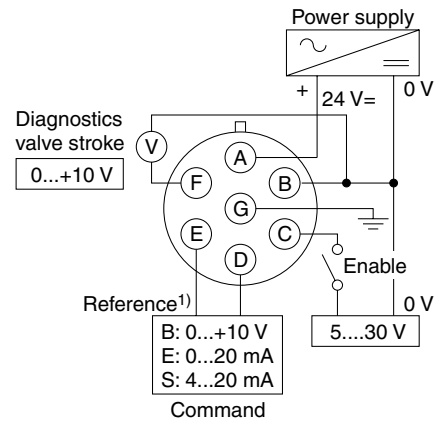 Power supply
+
24 V=
0 V
Diagnostics
valve stroke
0...+10 V
V
A
F
B
G
E
C
D
Enable
Reference1)
0 V
B: 0...+10 V
E: 0...20 mA
S: 4...20 mA
5....30 V
Command